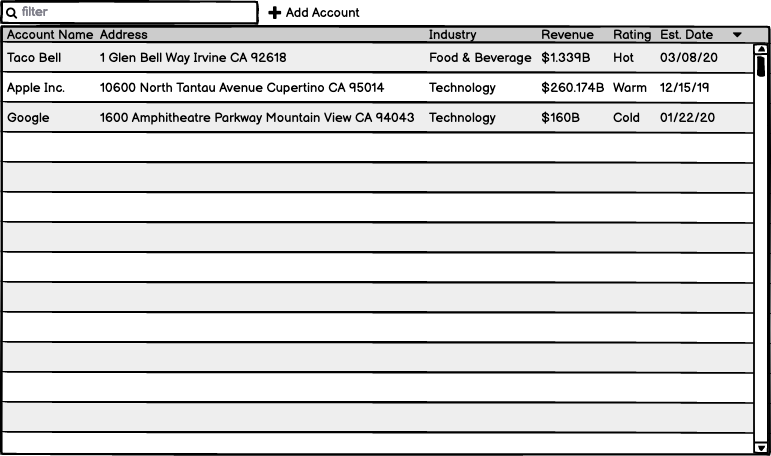 filter
Add Account
Account Name Address Industry Revenue Rating Est. Date
Taco Bell 1 Glen Bell Way Irvine CA 92618 Food & Beverage $1.339B Hot 03/08/20
Apple Inc. 10600 North Tantau Avenue Cupertino CA 95014 Technology $260.174B Warm 12/15/19
Google 1600 Amphitheatre Parkway Mountain View CA 94043 Technology $160B Cold 01/22/20